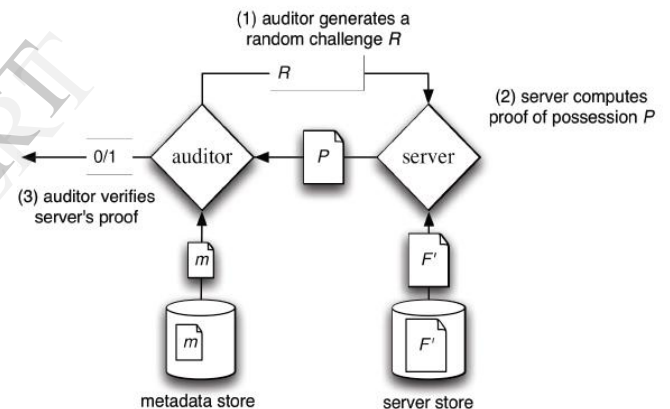 (1) auditor generates a
random challenge R
R
(2) server computes
proof of possession P
0/1
auditor
P
server
(3) auditor verifies
server's proof
m
F'
m
F'
metadata store
server store